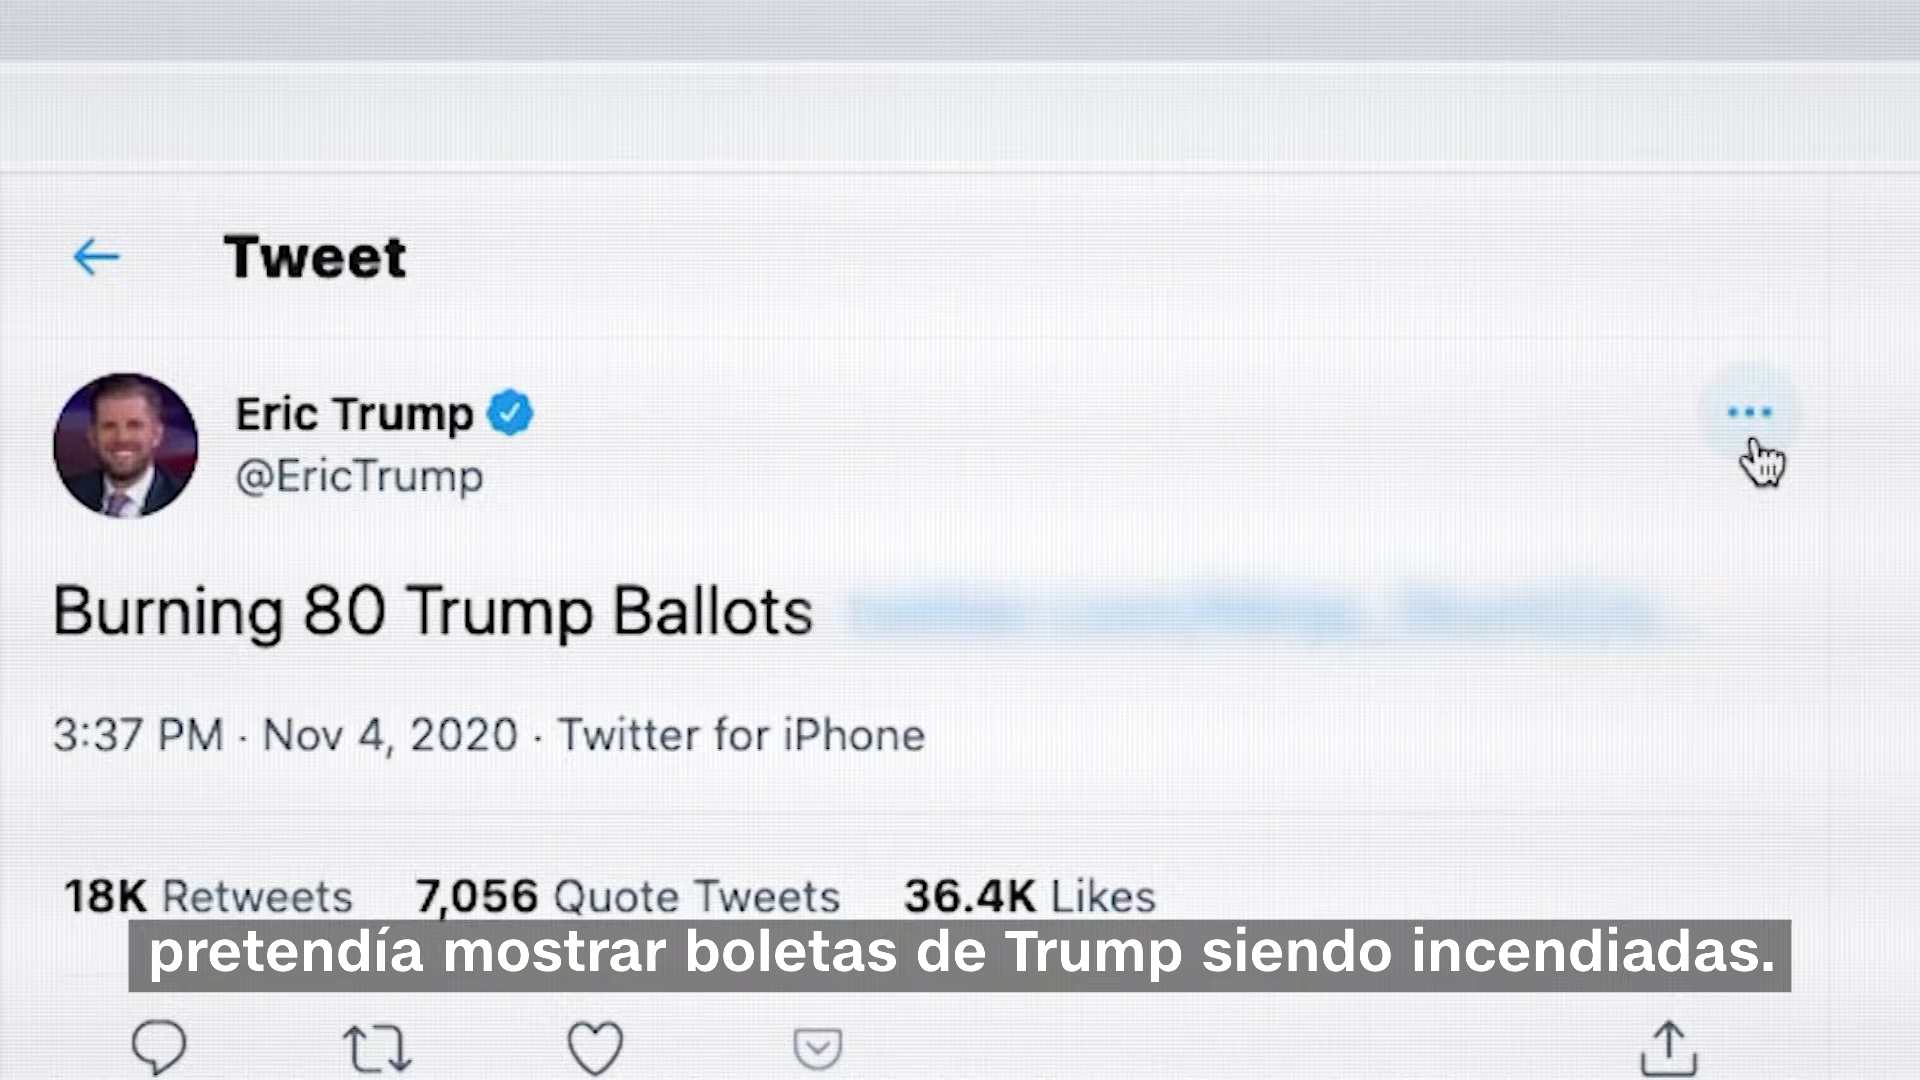 Tweet
Eric Trump
@EricTrump
Burning 80 Trump Ballots
3:37 PM · Nov 4, 2020 · Twitter for iPhone
18K Retweets 7,056 Quote Tweets 36.4K Likes
pretendía mostrar boletas de Trump siendo incendiadas.